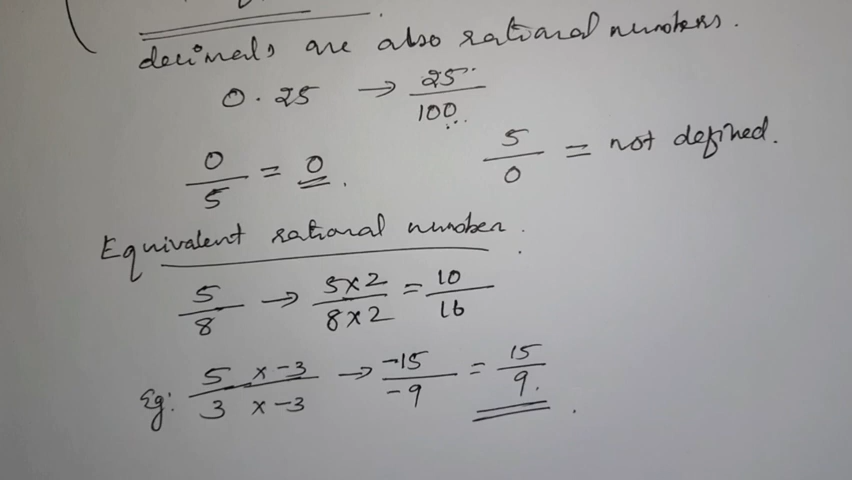 decimals are also rational numbers.
0.25 → 25/100
0/5 = 0. 5/0 = not defined.
Equivalent rational number.
5/8 → 5×2/8×2 = 10/16
Eg: 5 × -3/3 × -3 → -15/-9 = 15/9.